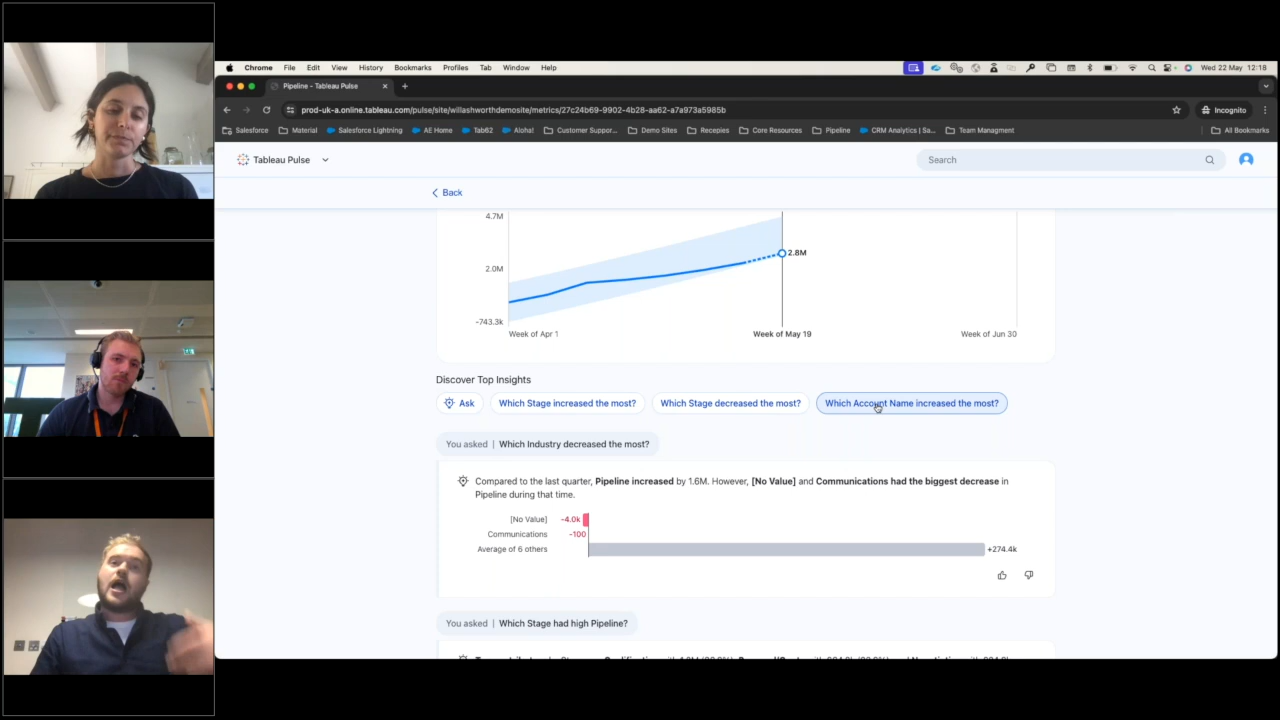 Chrome File Edit View History Bookmarks Profiles Tab Window Help
Wed 22 May 12:18
Pipeline - Tableau Pulse
prod-uk-a.online.tableau.com/pulse/site/willashworthdemosite/metrics/27c24b69-9902-4b28-aa62-a7a973a5985b
Incognito
Salesforce Material Salesforce Lightning AE Home Tab62 Aloha! Customer Suppor... Demo Sites Recepies Core Resources Pipeline CRM Analytics | Sa... Team Managment All Bookmarks
Tableau Pulse
Search
Back
4.7M
2.8M
2.0M
-743.3k
Week of Apr 1 Week of May 19 Week of Jun 30
Discover Top Insights
Ask Which Stage increased the most? Which Stage decreased the most? Which Account Name increased the most?
You asked | Which Industry decreased the most?
Compared to the last quarter, Pipeline increased by 1.6M. However, [No Value] and Communications had the biggest decrease in
Pipeline during that time.
[No Value] -4.0k
Communications -100
Average of 6 others +274.4k
You asked | Which Stage had high Pipeline?